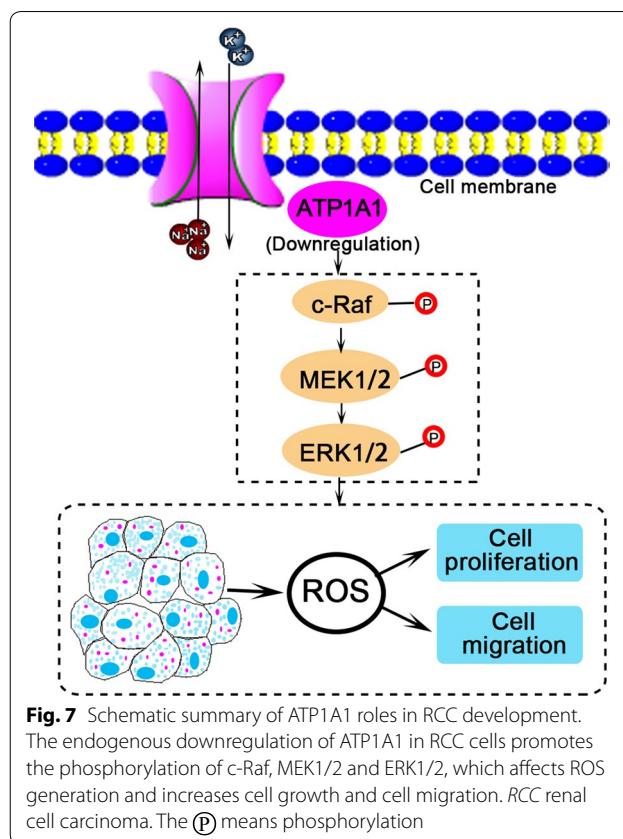 K+
K+
Na+
Na+
Na+
Cell membrane
ATP1A1
(Downregulation)
c-Raf
P
MEK1/2
P
ERK1/2
P
Cell
proliferation
ROS
Cell
migration
Fig. 7 Schematic summary of ATP1A1 roles in RCC development.
The endogenous downregulation of ATP1A1 in RCC cells promotes
the phosphorylation of c-Raf, MEK1/2 and ERK1/2, which affects ROS
generation and increases cell growth and cell migration. RCC renal
cell carcinoma. The Ⓟ means phosphorylation